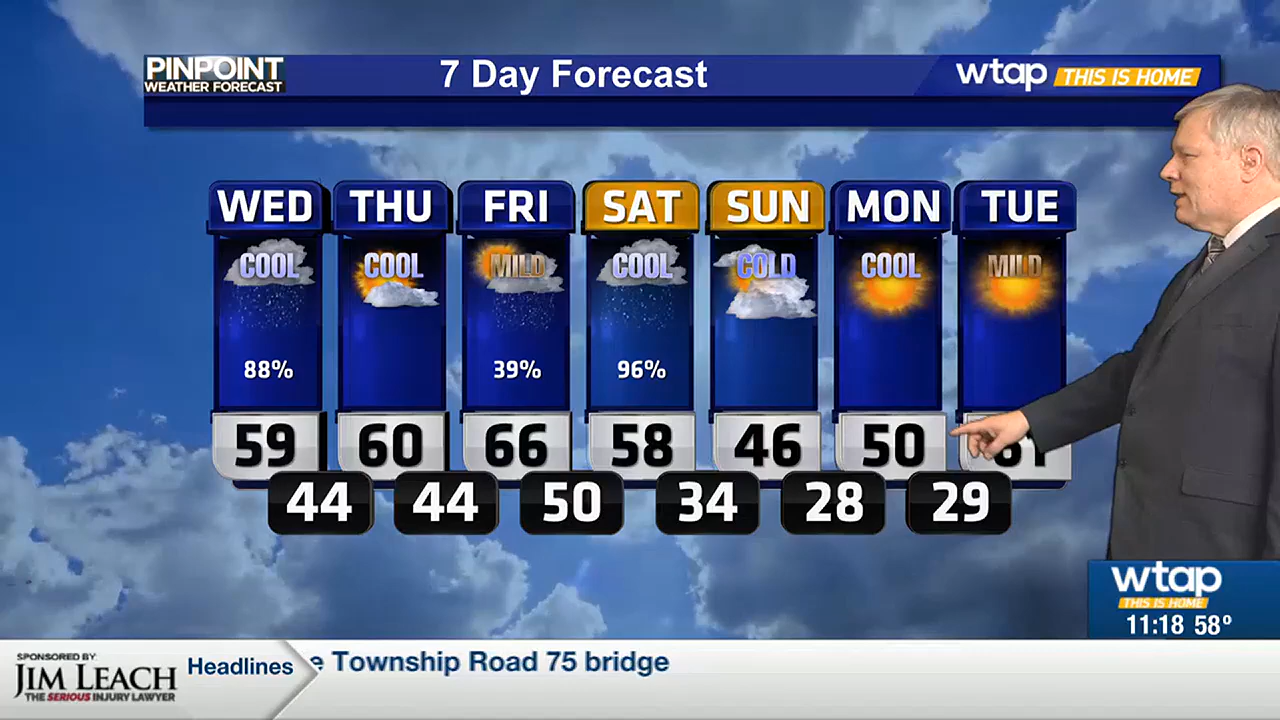 PINPOINT
WEATHER FORECAST
7 Day Forecast
wtap THIS IS HOME
WED THU FRI SAT SUN MON TUE
COOL COOL MILD COOL COLD COOL MILD
88% 39% 96%
59 60 66 58 46 50
44 44 50 34 28 29
wtap
THIS IS HOME
11:18 58°
SPONSORED BY:
JIM LEACH
THE SERIOUS INJURY LAWYER
Headlines
e Township Road 75 bridge